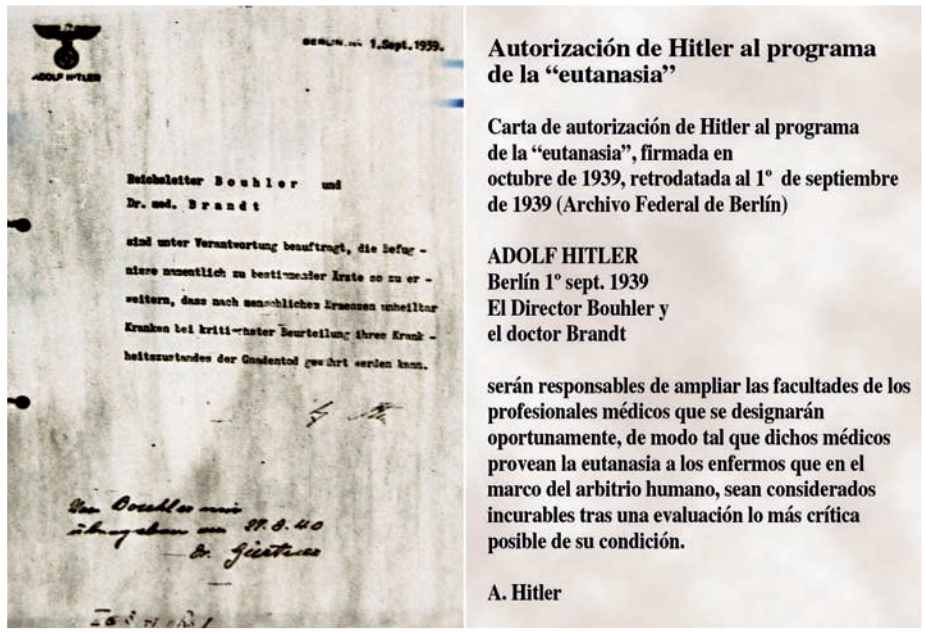 ADOLF HITLER
BERLIN, 1.Sept.1939.
Reichsleiter B o u h l e r und
Dr. med. B r a n d t
sind unter Verantwortung beauftragt, die Befug -
nisse namentlich zu bestimmender Ärzte so zu er -
weitern, dass nach menschlichem Ermessen unheilbar
Kranken bei kritischster Beurteilung ihres Krank -
heitszustandes der Gnadentod gewährt werden kann.
Von Bouhler mir
übergeben am 27.8.40
Dr. Gürtner
Autorización de Hitler al programa
de la “eutanasia”
Carta de autorización de Hitler al programa
de la “eutanasia”, firmada en
octubre de 1939, retrodatada al 1º de septiembre
de 1939 (Archivo Federal de Berlín)
ADOLF HITLER
Berlín 1º sept. 1939
El Director Bouhler y
el doctor Brandt
serán responsables de ampliar las facultades de los
profesionales médicos que se designarán
oportunamente, de modo tal que dichos médicos
provean la eutanasia a los enfermos que en el
marco del arbitrio humano, sean considerados
incurables tras una evaluación lo más crítica
posible de su condición.
A. Hitler